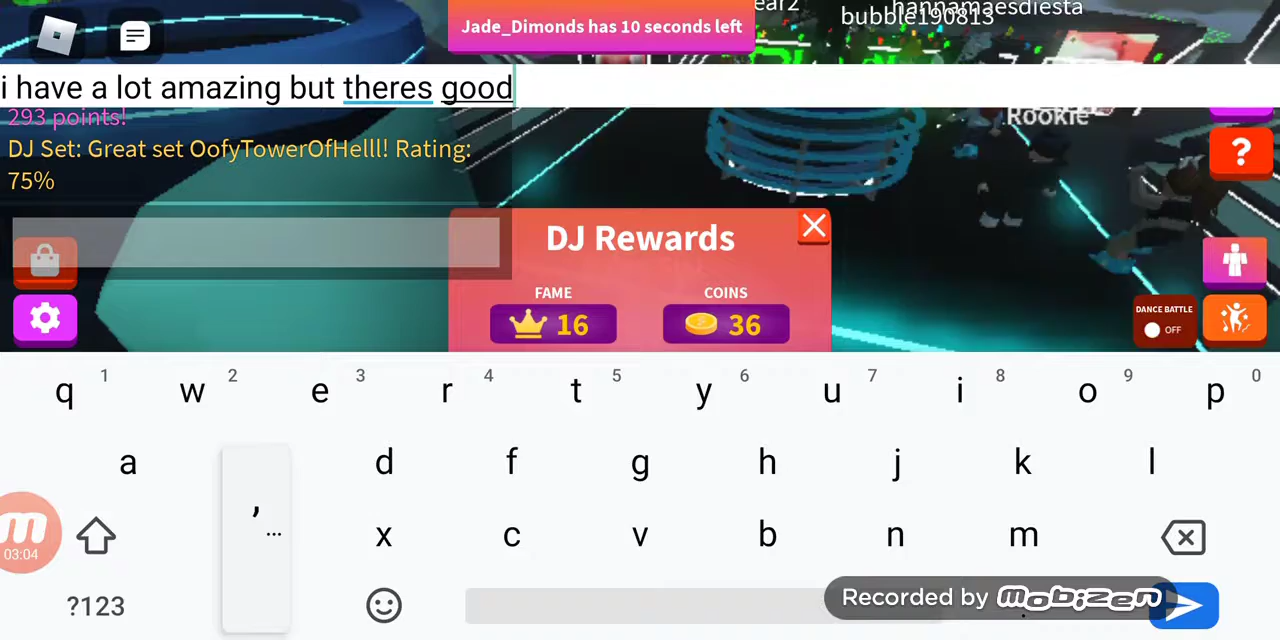 Jade_Dimonds has 10 seconds left
ear2
hannamaesdiesta
bubble190813
i have a lot amazing but theres good
293 points!
Rookie
DJ Set: Great set OofyTowerOfHelll! Rating:
75%
?
DJ Rewards
FAME
COINS
16
36
DANCE BATTLE
OFF
q 1 w 2 e 3 r 4 t 5 y 6 u 7 i 8 o 9 p 0
a d f g h j k l
, ...
x c v b n m
03:04
?123
Recorded by mobizen